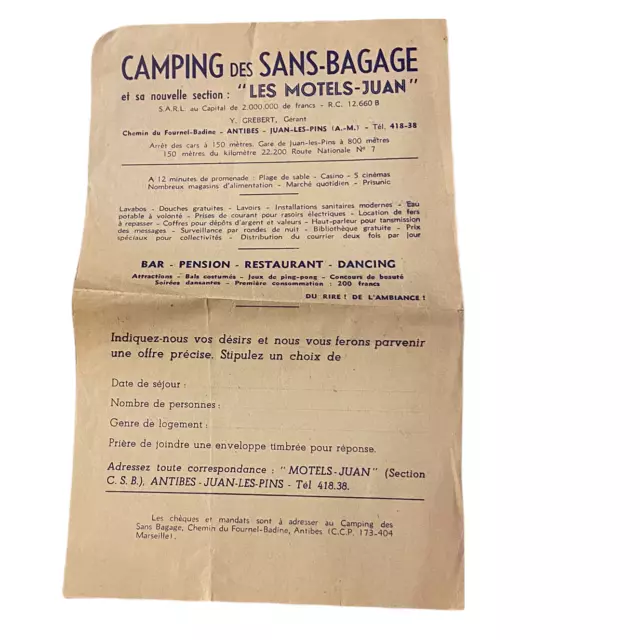 CAMPING DES SANS-BAGAGE
et sa nouvelle section : "LES MOTELS-JUAN"
S.A.R.L. au Capital de 2.000.000 de francs - R.C. 12.660 B
Y. GREBERT, Gérant
Chemin du Fournel-Badine - ANTIBES - JUAN-LES-PINS (A.-M.) - Tél. 418-38
Arrêt des cars à 150 mètres. Gare de Juan-les-Pins à 800 mètres
150 mètres du kilomètre 22,200 Route Nationale N° 7
A 12 minutes de promenade : Plage de sable - Casino - 5 cinémas
Nombreux magasins d'alimentation - Marché quotidien - Prisunic
Lavabos - Douches gratuites - Lavoirs - Installations sanitaires modernes - Eau
potable à volonté - Prises de courant pour rasoirs électriques - Location de fers
à repasser - Coffres pour dépôts d'argent et valeurs - Haut-parleur pour tansmission
des messages - Surveillance par rondes de nuit - Bibliothèque gratuite - Prix
spéciaux pour collectivités - Distribution du courrier deux fois par jour
BAR - PENSION - RESTAURANT - DANCING
Attractions - Bals costumés - Jeux de ping-pong - Concours de beauté
Soirées dansantes - Première consommation : 200 francs
DU RIRE ! DE L'AMBIANCE !
Indiquez-nous vos désirs et nous vous ferons parvenir
une offre précise. Stipulez un choix de
Date de séjour :
Nombre de personnes :
Genre de logement :
Prière de joindre une enveloppe timbrée pour réponse.
Adressez toute correspondance : "MOTELS-JUAN" (Section
C. S. B.), ANTIBES - JUAN-LES-PINS - Tél 418.38.
Les chèques et mandats sont à adresser au Camping des
Sans Bagage, Chemin du Fournel-Badine, Antibes (C.C.P. 173-404
Marseille).